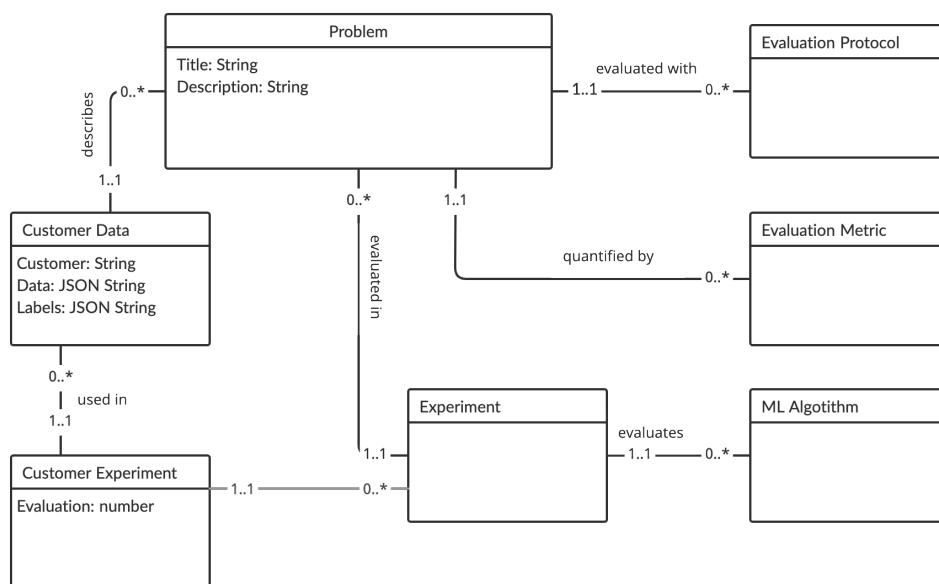 Problem
Title: String
Description: String
Evaluation Protocol
evaluated with
1..1
0..*
0..*
describes
1..1
Customer Data
Customer: String
Data: JSON String
Labels: JSON String
0..*
evaluated in
1..1
quantified by
0..*
Evaluation Metric
0..*
used in
1..1
Customer Experiment
Evaluation: number
1..1
0..*
1..1
Experiment
evaluates
1..1
0..*
ML Algotithm